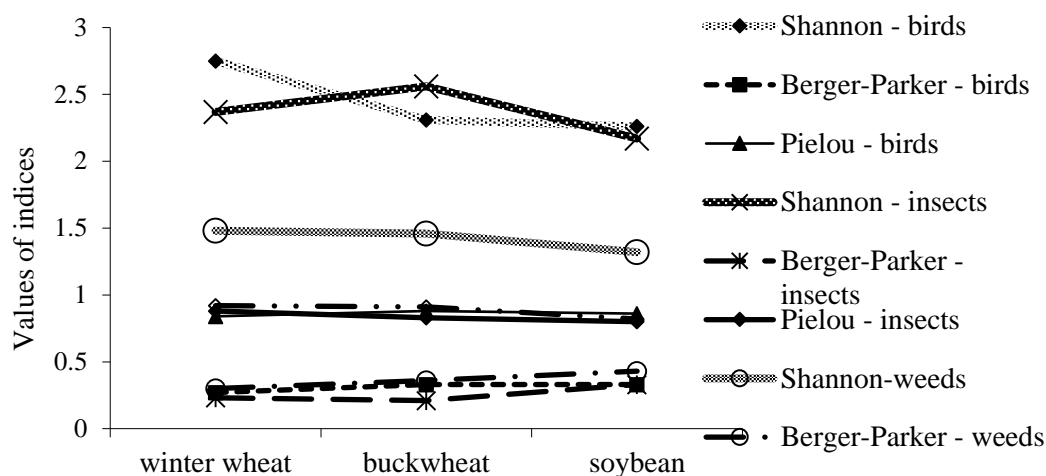 3
2.5
2
1.5
1
0.5
0
Values of indices
winter wheat
buckwheat
soybean
Shannon - birds
Berger-Parker - birds
Pielou - birds
Shannon - insects
Berger-Parker -
insects
Pielou - insects
Shannon-weeds
Berger-Parker - weeds